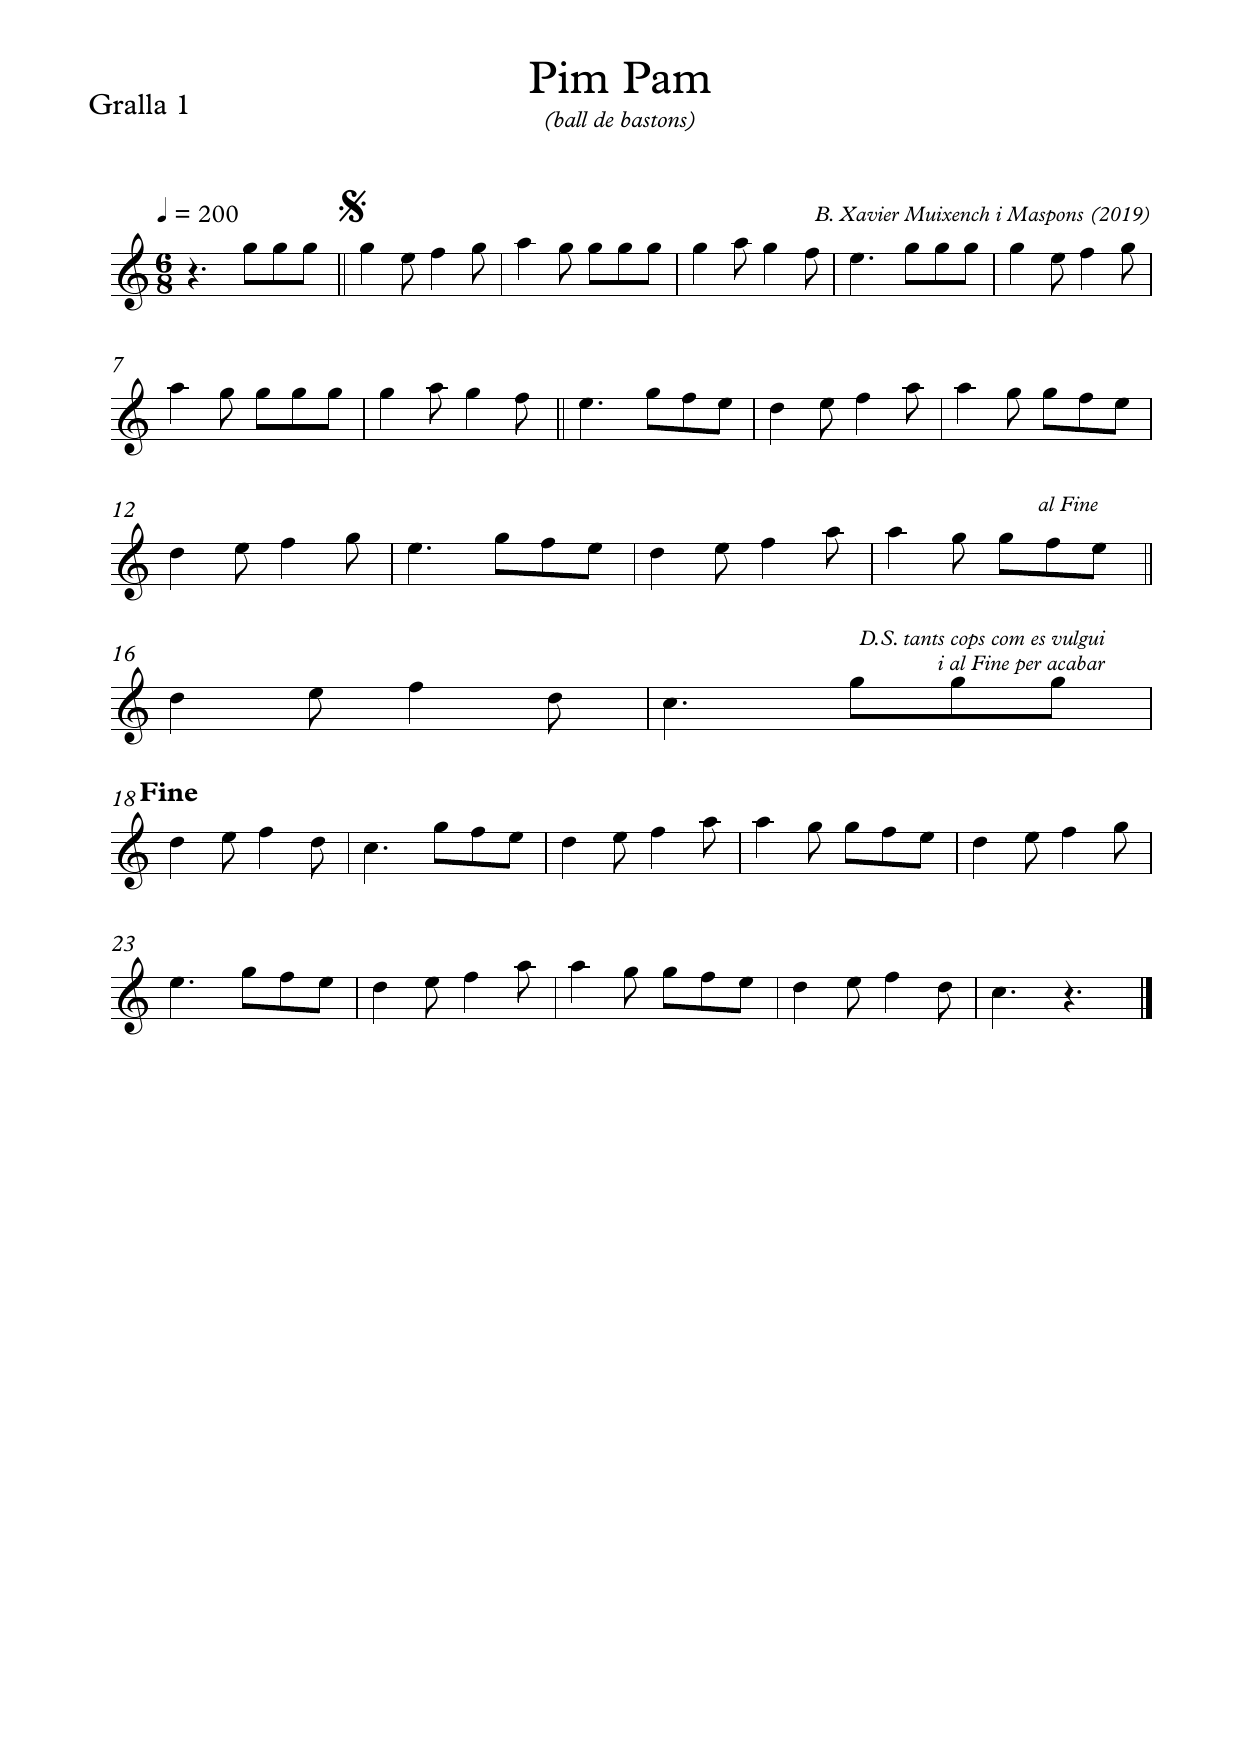 Pim Pam
Gralla 1
(ball de bastons)
= 200
B. Xavier Muixench i Maspons (2019)
6
8
7
12
al Fine
16
D.S. tants cops com es vulgui
i al Fine per acabar
18 Fine
23